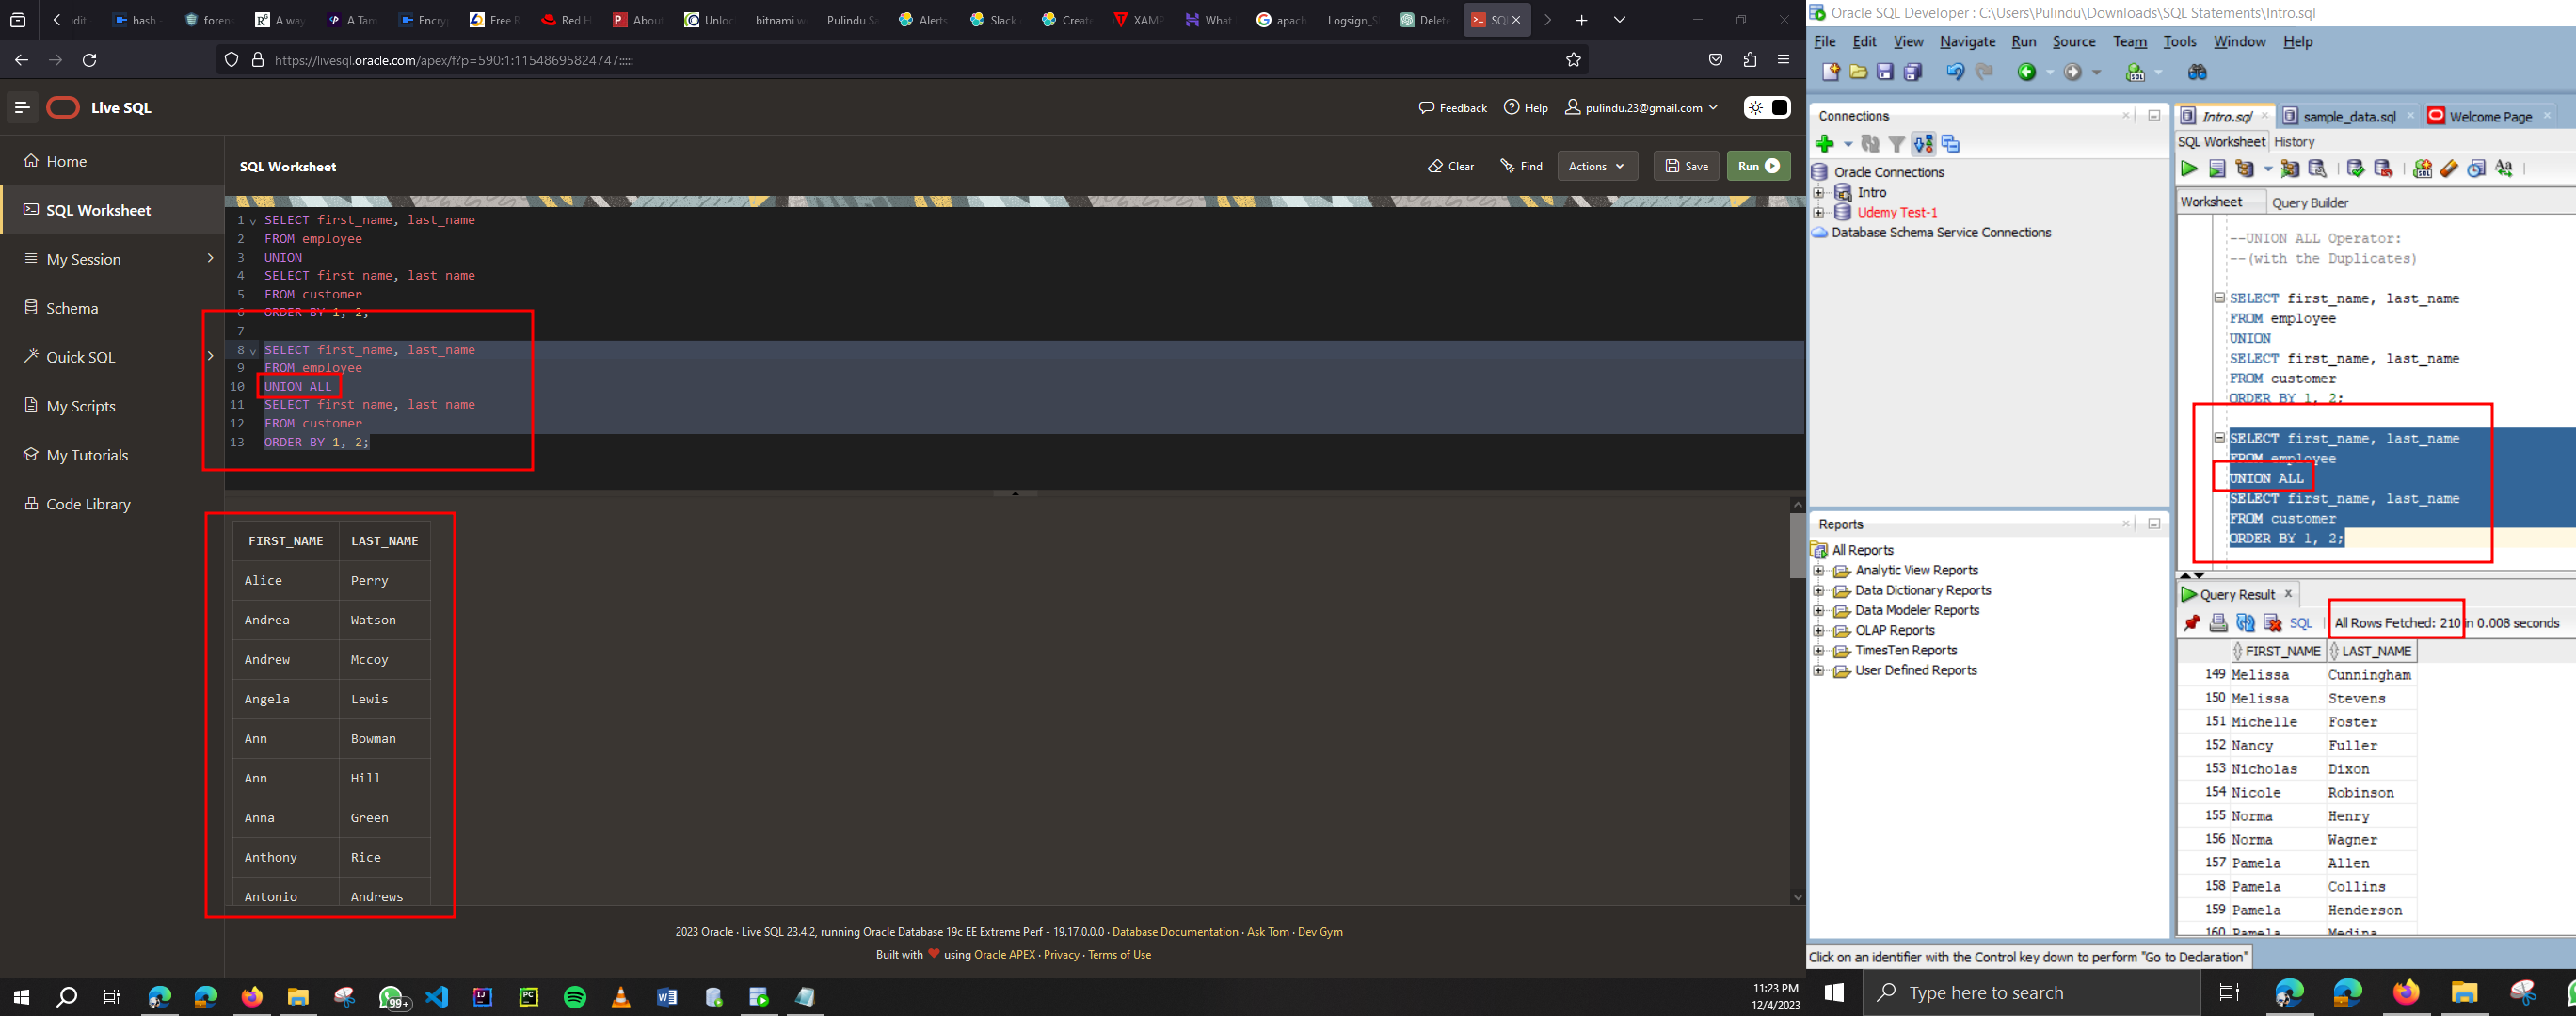 hash
foren
A way
A Tam
Encry
Free R
Red H
About
Unloc
bitnami w
Pulindu Sa
Alerts
Slack
Create
XAMP
What
apach
Logsign_S
Delete
SQL
https://livesql.oracle.com/apex/f?p=590:1:11548695824747:::::
Live SQL
Feedback
Help
pulindu.23@gmail.com
Home
SQL Worksheet
My Session
Schema
Quick SQL
My Scripts
My Tutorials
Code Library
SQL Worksheet
Clear
Find
Actions
Save
Run
1 SELECT first_name, last_name
2 FROM employee
3 UNION
4 SELECT first_name, last_name
5 FROM customer
6 ORDER BY 1, 2;
7
8 SELECT first_name, last_name
9 FROM employee
10 UNION ALL
11 SELECT first_name, last_name
12 FROM customer
13 ORDER BY 1, 2;
FIRST_NAME LAST_NAME
Alice Perry
Andrea Watson
Andrew Mccoy
Angela Lewis
Ann Bowman
Ann Hill
Anna Green
Anthony Rice
Antonio Andrews
2023 Oracle · Live SQL 23.4.2, running Oracle Database 19c EE Extreme Perf - 19.17.0.0.0 · Database Documentation · Ask Tom · Dev Gym
Built with ❤ using Oracle APEX · Privacy · Terms of Use
99+
11:23 PM
12/4/2023
Oracle SQL Developer : C:\Users\Pulindu\Downloads\SQL Statements\Intro.sql
File Edit View Navigate Run Source Team Tools Window Help
Connections
Oracle Connections
Intro
Udemy Test-1
Database Schema Service Connections
Reports
All Reports
Analytic View Reports
Data Dictionary Reports
Data Modeler Reports
OLAP Reports
TimesTen Reports
User Defined Reports
Intro.sql
sample_data.sql
Welcome Page
SQL Worksheet History
Worksheet Query Builder
--UNION ALL Operator:
--(with the Duplicates)
SELECT first_name, last_name
FROM employee
UNION
SELECT first_name, last_name
FROM customer
ORDER BY 1, 2;
SELECT first_name, last_name
FROM employee
UNION ALL
SELECT first_name, last_name
FROM customer
ORDER BY 1, 2;
Query Result
SQL
All Rows Fetched: 210 in 0.008 seconds
FIRST_NAME LAST_NAME
149 Melissa Cunningham
150 Melissa Stevens
151 Michelle Foster
152 Nancy Fuller
153 Nicholas Dixon
154 Nicole Robinson
155 Norma Henry
156 Norma Wagner
157 Pamela Allen
158 Pamela Collins
159 Pamela Henderson
160 Pamela Medina
Click on an identifier with the Control key down to perform "Go to Declaration"
Type here to search